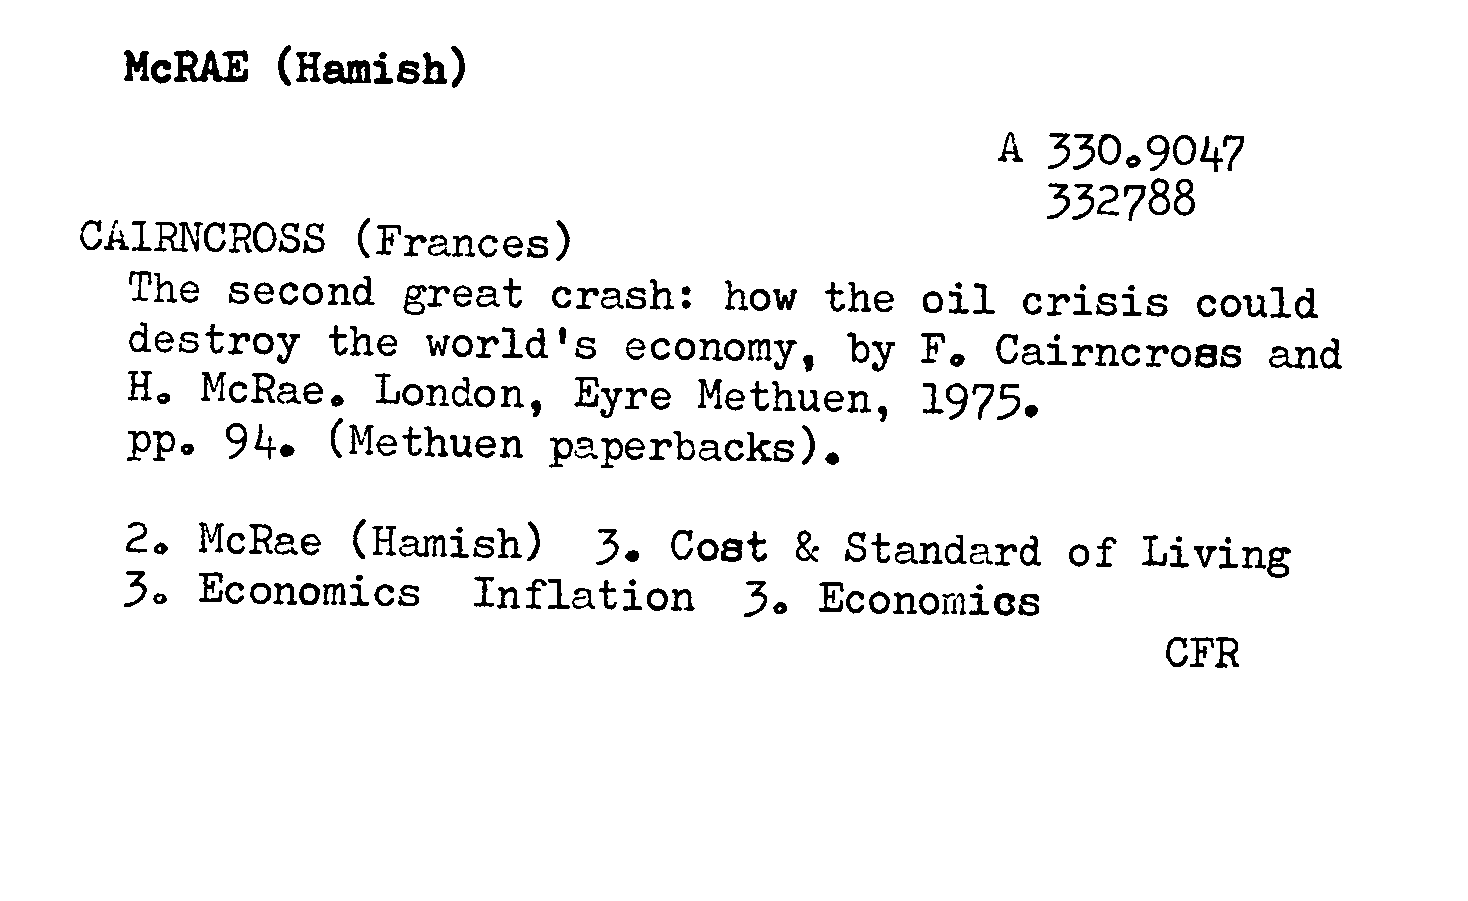 McRAE (Hamish)
A 330.9047
332788
CAIRNCROSS (Frances)
The second great crash: how the oil crisis could
destroy the world's economy, by F. Cairncross and
H. McRae. London, Eyre Methuen, 1975.
pp. 94. (Methuen paperbacks).
2. McRae (Hamish) 3. Cost & Standard of Living
3. Economics Inflation 3. Economics
CFR